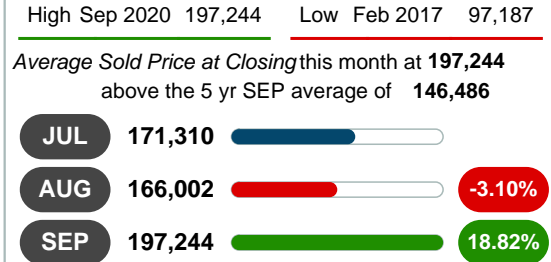 High Sep 2020 197,244 Low Feb 2017 97,187
Average Sold Price at Closing this month at 197,244
above the 5 yr SEP average of 146,486
JUL 171,310
AUG 166,002 -3.10%
SEP 197,244 18.82%